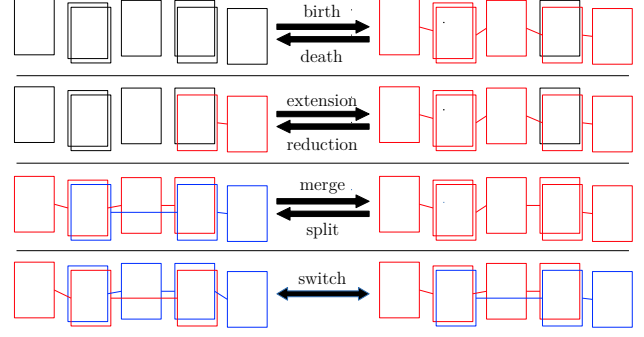 birth
death
extension
reduction
merge
split
switch